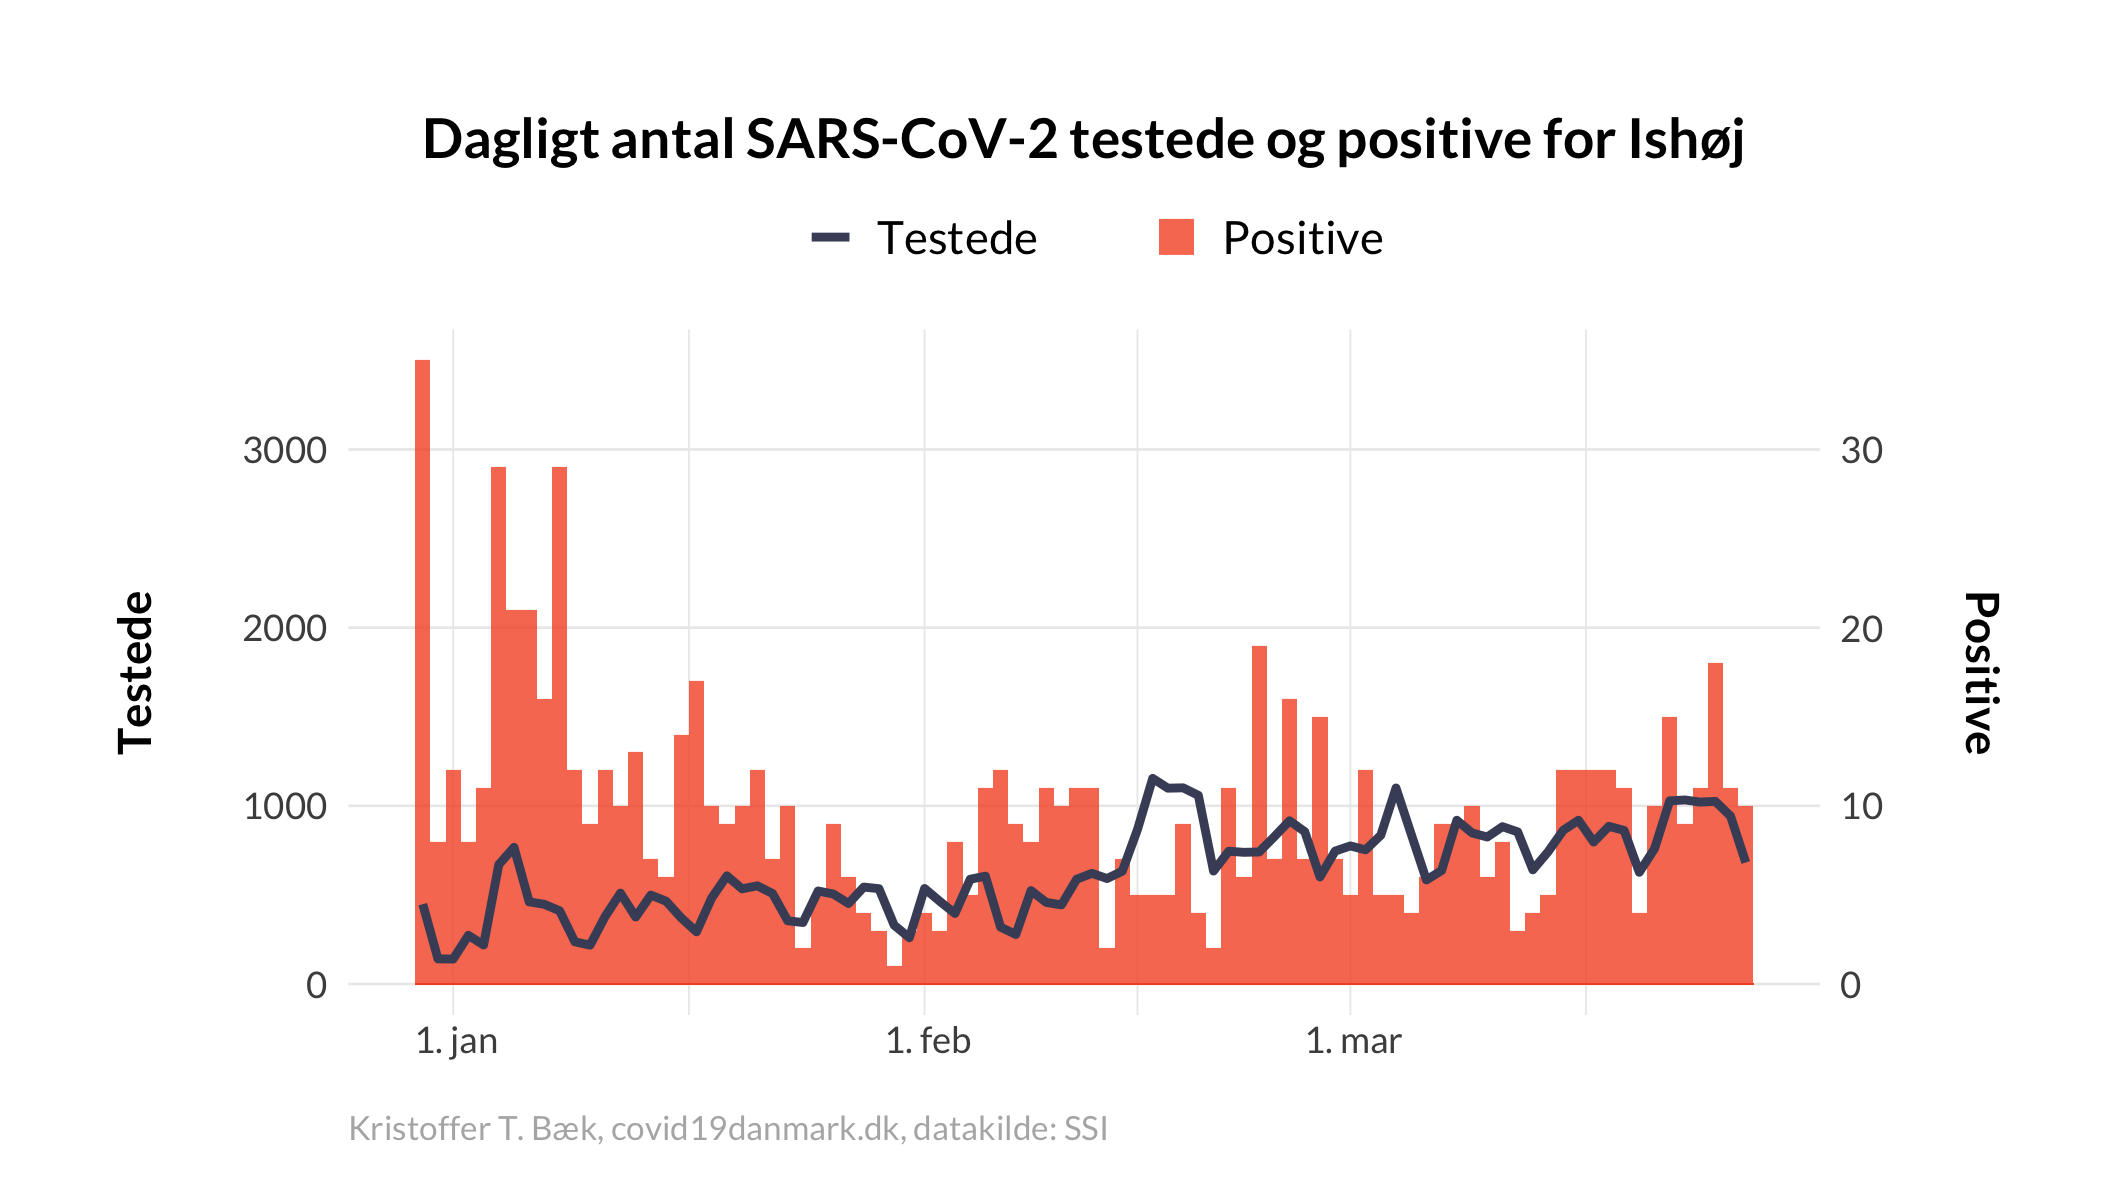 Dagligt antal SARS-CoV-2 testede og positive for Ishøj
Testede
Positive
Testede
3000
2000
1000
0
30
20
10
0
Positive
1. jan
1. feb
1. mar
Kristoffer T. Bæk, covid19danmark.dk, datakilde: SSI